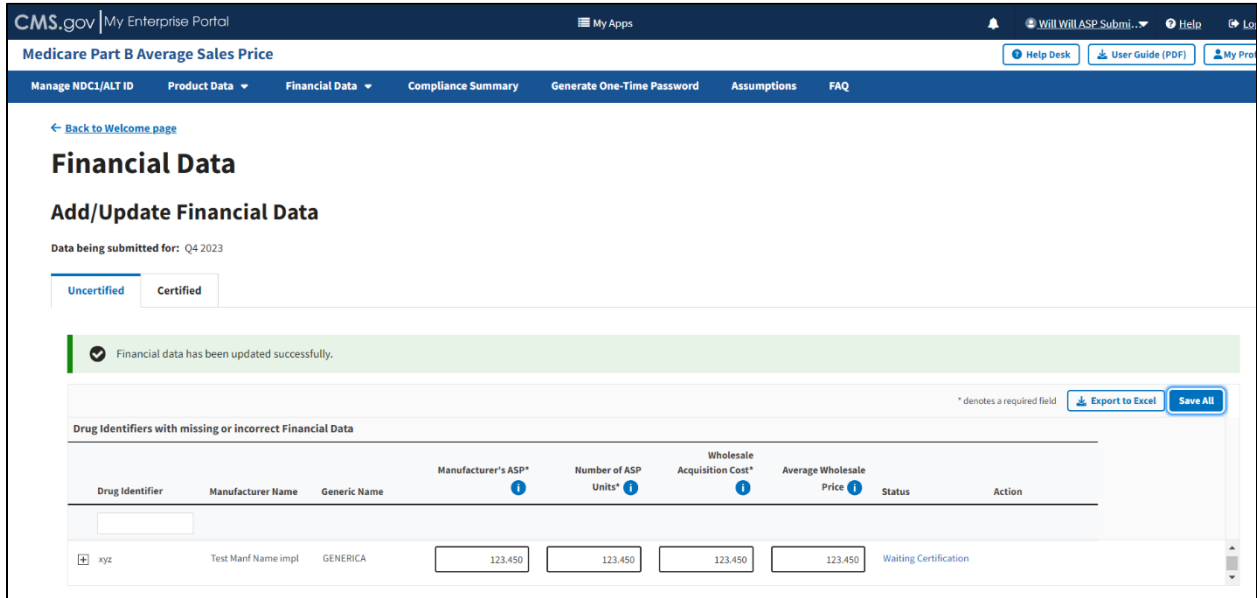 CMS.gov My Enterprise Portal My Apps Will Will ASP Submi... Help
Medicare Part B Average Sales Price Help Desk User Guide (PDF) My
Manage NDC1/ALT ID Product Data Financial Data Compliance Summary Generate One-Time Password Assumptions FAQ
← Back to Welcome page
Financial Data
Add/Update Financial Data
Data being submitted for: Q4 2023
Uncertified Certified
Financial data has been updated successfully.
* denotes a required field Export to Excel Save All
Drug Identifiers with missing or incorrect Financial Data
Drug Identifier Manufacturer Name Generic Name Manufacturer's ASP* Number of ASP Units* Wholesale Acquisition Cost* Average Wholesale Price Status Action
xyz Test Manf Name impl GENERICA 123.450 123.450 123.450 123.450 Waiting Certification